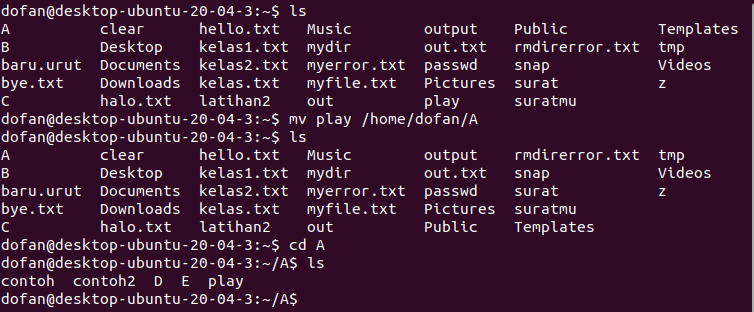 dofan@desktop-ubuntu-20-04-3:~$ ls
A          clear      hello.txt   Music        output    Public          Templates
B          Desktop    kelas1.txt  mydir        out.txt   rmdirerror.txt  tmp
baru.urut  Documents  kelas2.txt  myerror.txt  passwd    snap            Videos
bye.txt    Downloads  kelas.txt   myfile.txt   Pictures  surat           z
C          halo.txt   latihan2    out          play      suratmu
dofan@desktop-ubuntu-20-04-3:~$ mv play /home/dofan/A
dofan@desktop-ubuntu-20-04-3:~$ ls
A          clear      hello.txt   Music        output    rmdirerror.txt  tmp
B          Desktop    kelas1.txt  mydir        out.txt   snap            Videos
baru.urut  Documents  kelas2.txt  myerror.txt  passwd    surat           z
bye.txt    Downloads  kelas.txt   myfile.txt   Pictures  suratmu
C          halo.txt   latihan2    out          Public    Templates
dofan@desktop-ubuntu-20-04-3:~$ cd A
dofan@desktop-ubuntu-20-04-3:~/A$ ls
contoh  contoh2  D  E  play
dofan@desktop-ubuntu-20-04-3:~/A$